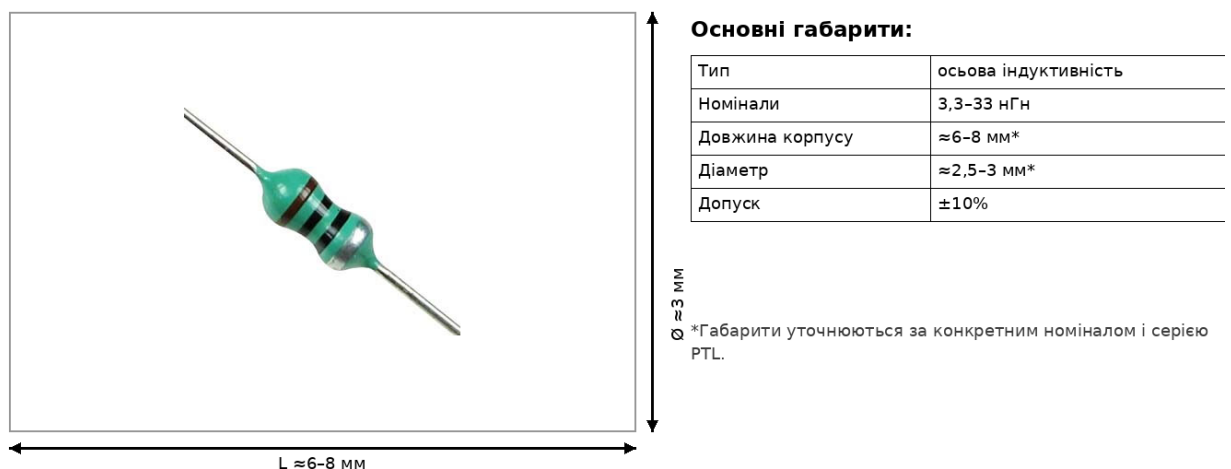 Основні габарити:
Тип осьова індуктивність
Номінали 3,3–33 нГн
Довжина корпусу ≈6–8 мм*
Діаметр ≈2,5–3 мм*
Допуск ±10%
Ø ≈3 мм
*Габарити уточнюються за конкретним номіналом і серією
PTL.
L ≈6–8 мм